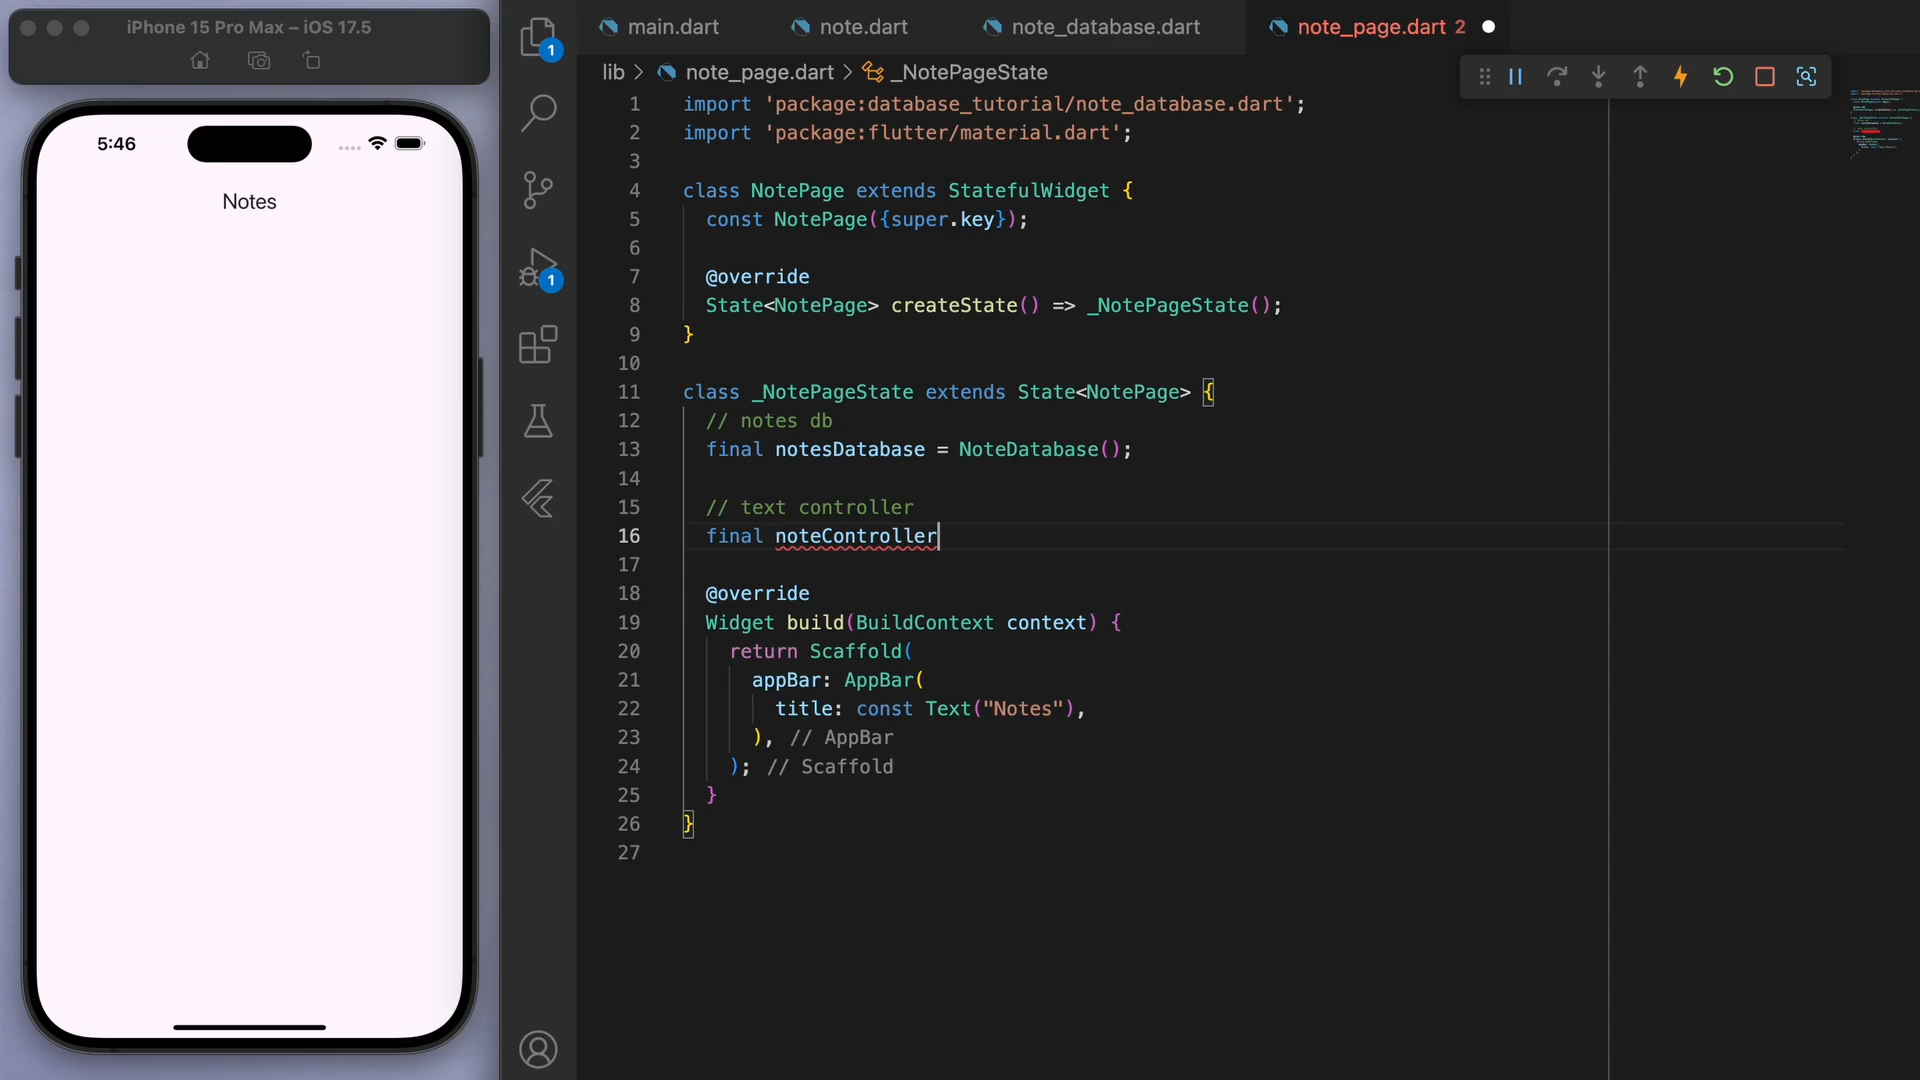 iPhone 15 Pro Max – iOS 17.5
5:46
Notes
1
1
main.dart
note.dart
note_database.dart
note_page.dart 2
lib > note_page.dart > _NotePageState
1 import 'package:database_tutorial/note_database.dart';
2 import 'package:flutter/material.dart';
3
4 class NotePage extends StatefulWidget {
5 const NotePage({super.key});
6
7 @override
8 State<NotePage> createState() => _NotePageState();
9 }
10
11 class _NotePageState extends State<NotePage> {
12 // notes db
13 final notesDatabase = NoteDatabase();
14
15 // text controller
16 final noteController
17
18 @override
19 Widget build(BuildContext context) {
20 return Scaffold(
21 appBar: AppBar(
22 title: const Text("Notes"),
23 ), // AppBar
24 ); // Scaffold
25 }
26 }
27